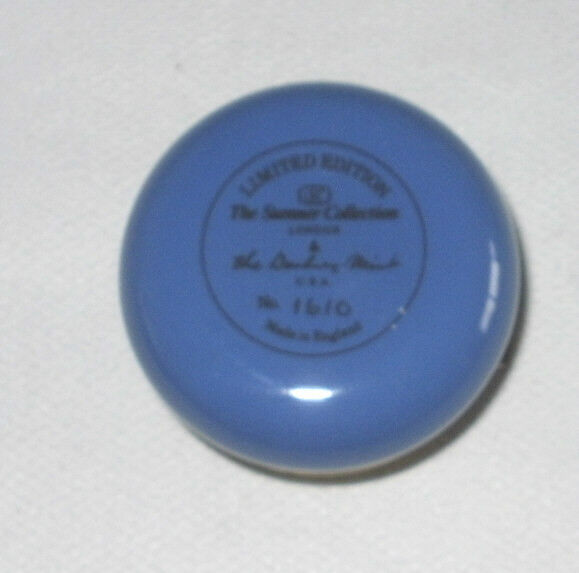 LIMITED EDITION
The Sumner Collection
LONDON
&
The Danbury Mint
U.S.A.
No. 1610
Made in England